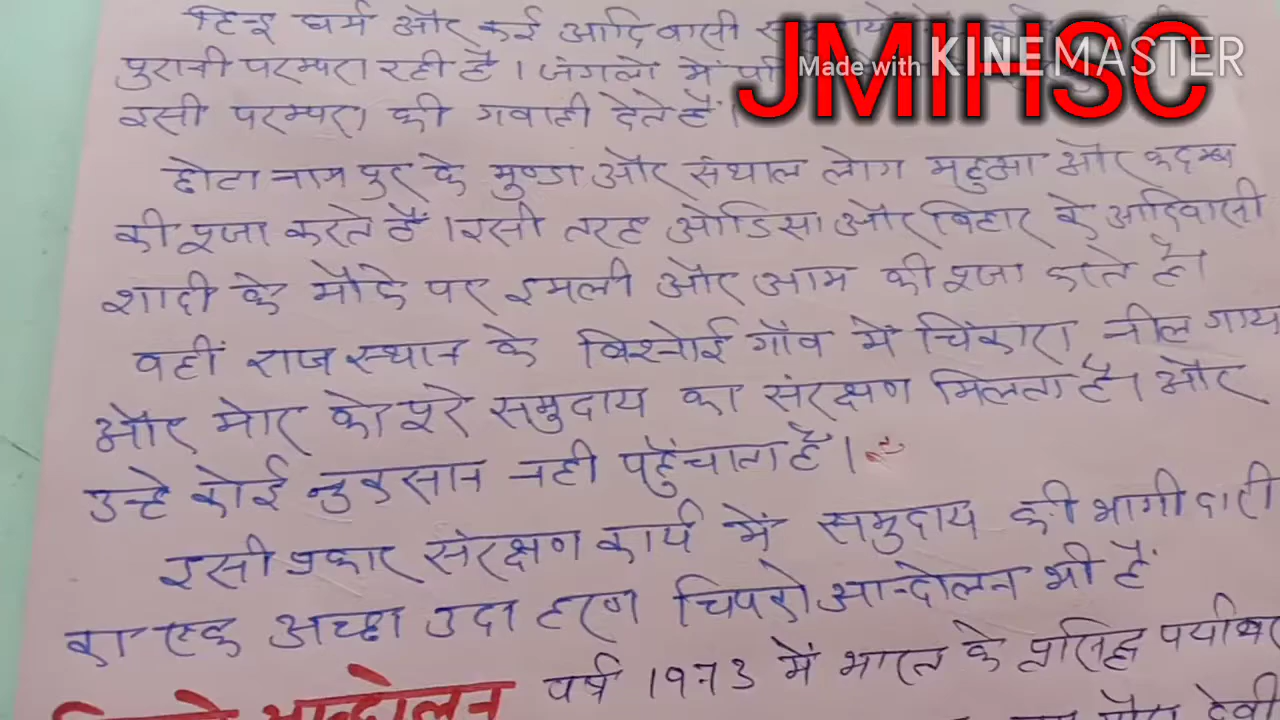 हिन्दू धर्म और कई आदिवासी
पुरानी परम्परा रही है। जंगलो में
इसी परम्परा की गवाही देते हैं।
JMIHSC
Made with KINEMASTER
छोटा नागपुर के मुण्डा और संथाल लोग महुआ और कदम्ब
की पूजा करते है। इसी तरह ओडिसा और बिहार के आदिवासी
शादी के मौके पर इमली और आम की पूजा करते है।
वहीं राजस्थान के बिश्नोई गाँव में चिंकारा, नील गाय
और मोर को पूरे समुदाय का संरक्षण मिलता है। और
उन्हे कोई नुकसान नही पहुँचाता है।
इसी प्रकार संरक्षण कार्य में समुदाय की भागीदारी
का एक अच्छा उदाहरण चिपको आन्दोलन भी है
आन्दोलन वर्ष 1973 में भारत के प्रसिद्ध
देवी